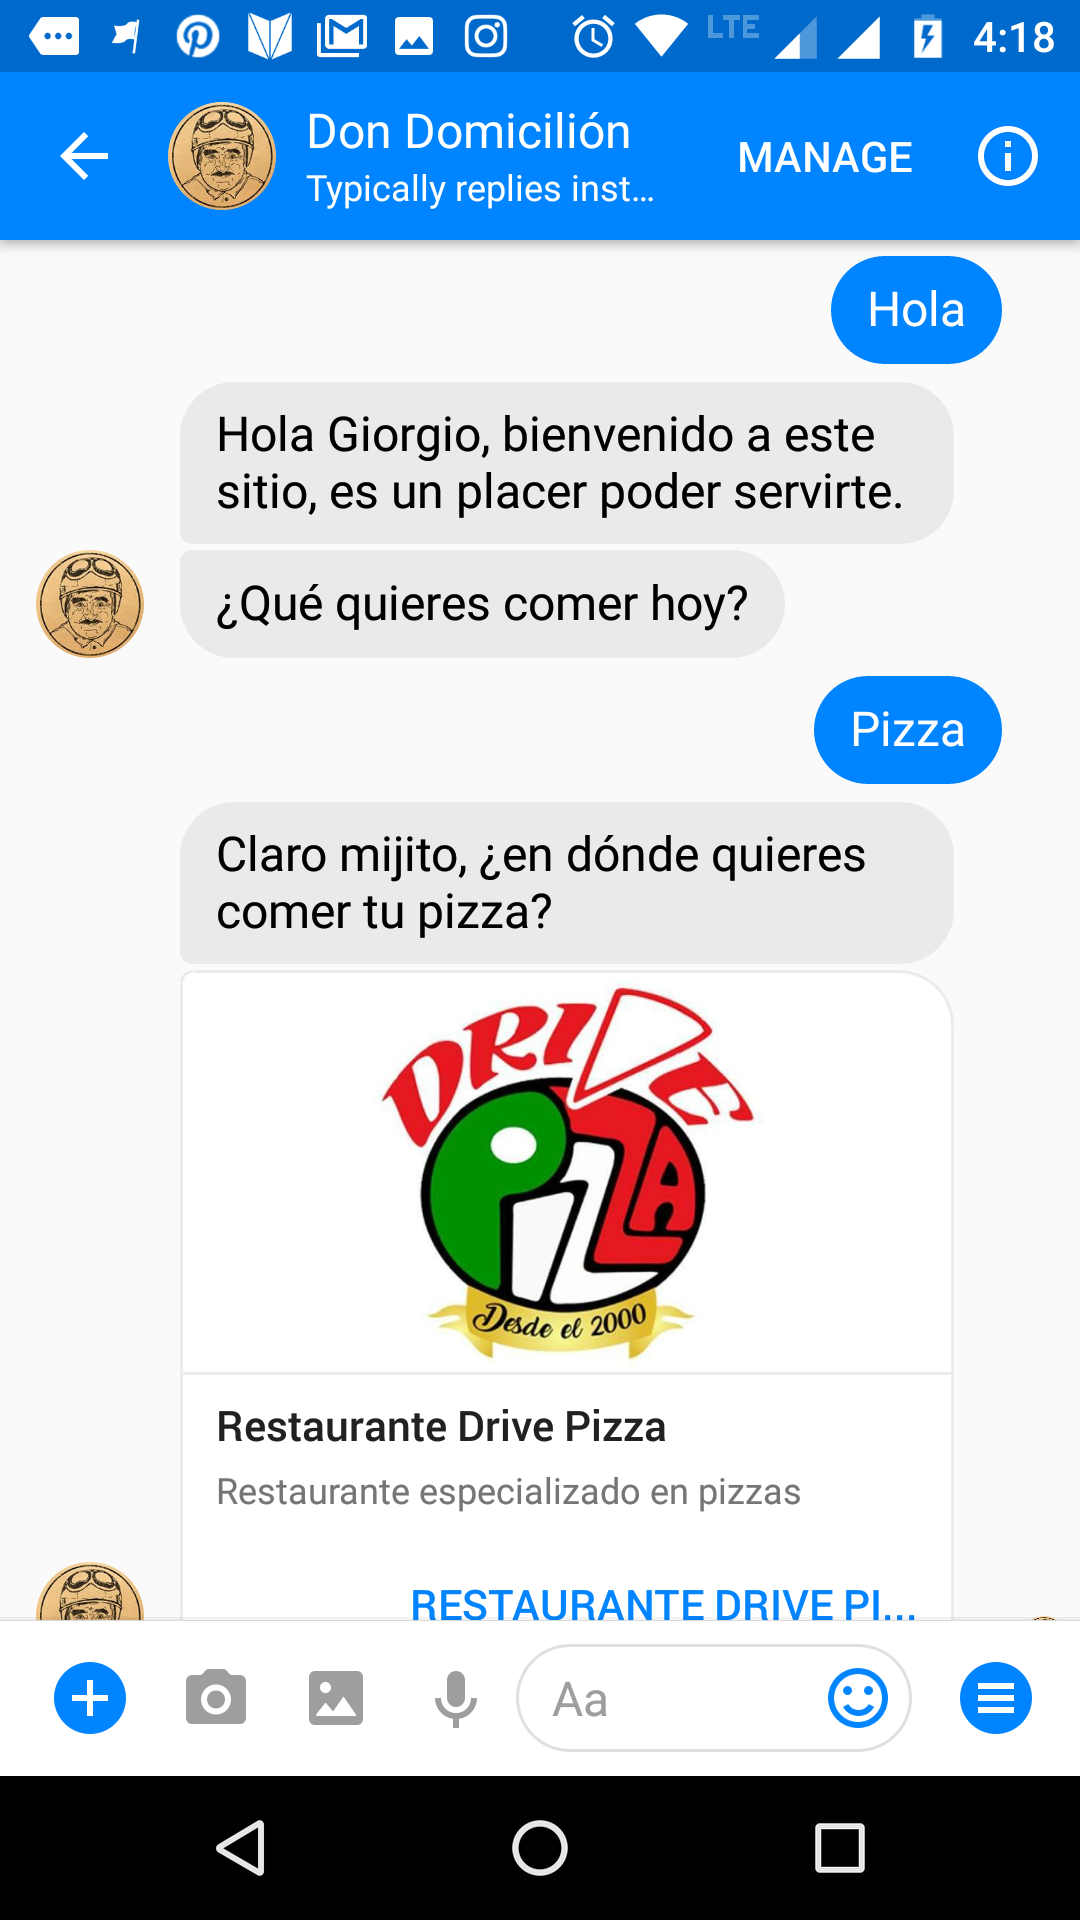 LTE 4:18
Don Domicilión
Typically replies inst...
MANAGE
Hola
Hola Giorgio, bienvenido a este
sitio, es un placer poder servirte.
¿Qué quieres comer hoy?
Pizza
Claro mijito, ¿en dónde quieres
comer tu pizza?
DRIVE
PIZZA
Desde el 2000
Restaurante Drive Pizza
Restaurante especializado en pizzas
RESTAURANTE DRIVE PI...
Aa